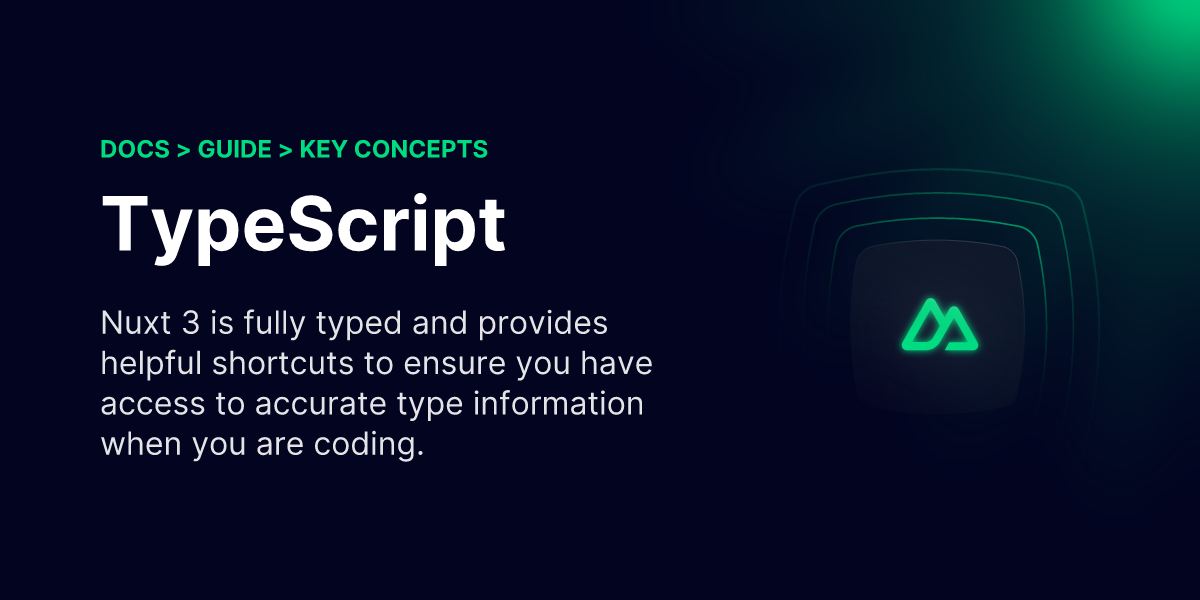 DOCS > GUIDE > KEY CONCEPTS
TypeScript
Nuxt 3 is fully typed and provides
helpful shortcuts to ensure you have
access to accurate type information
when you are coding.